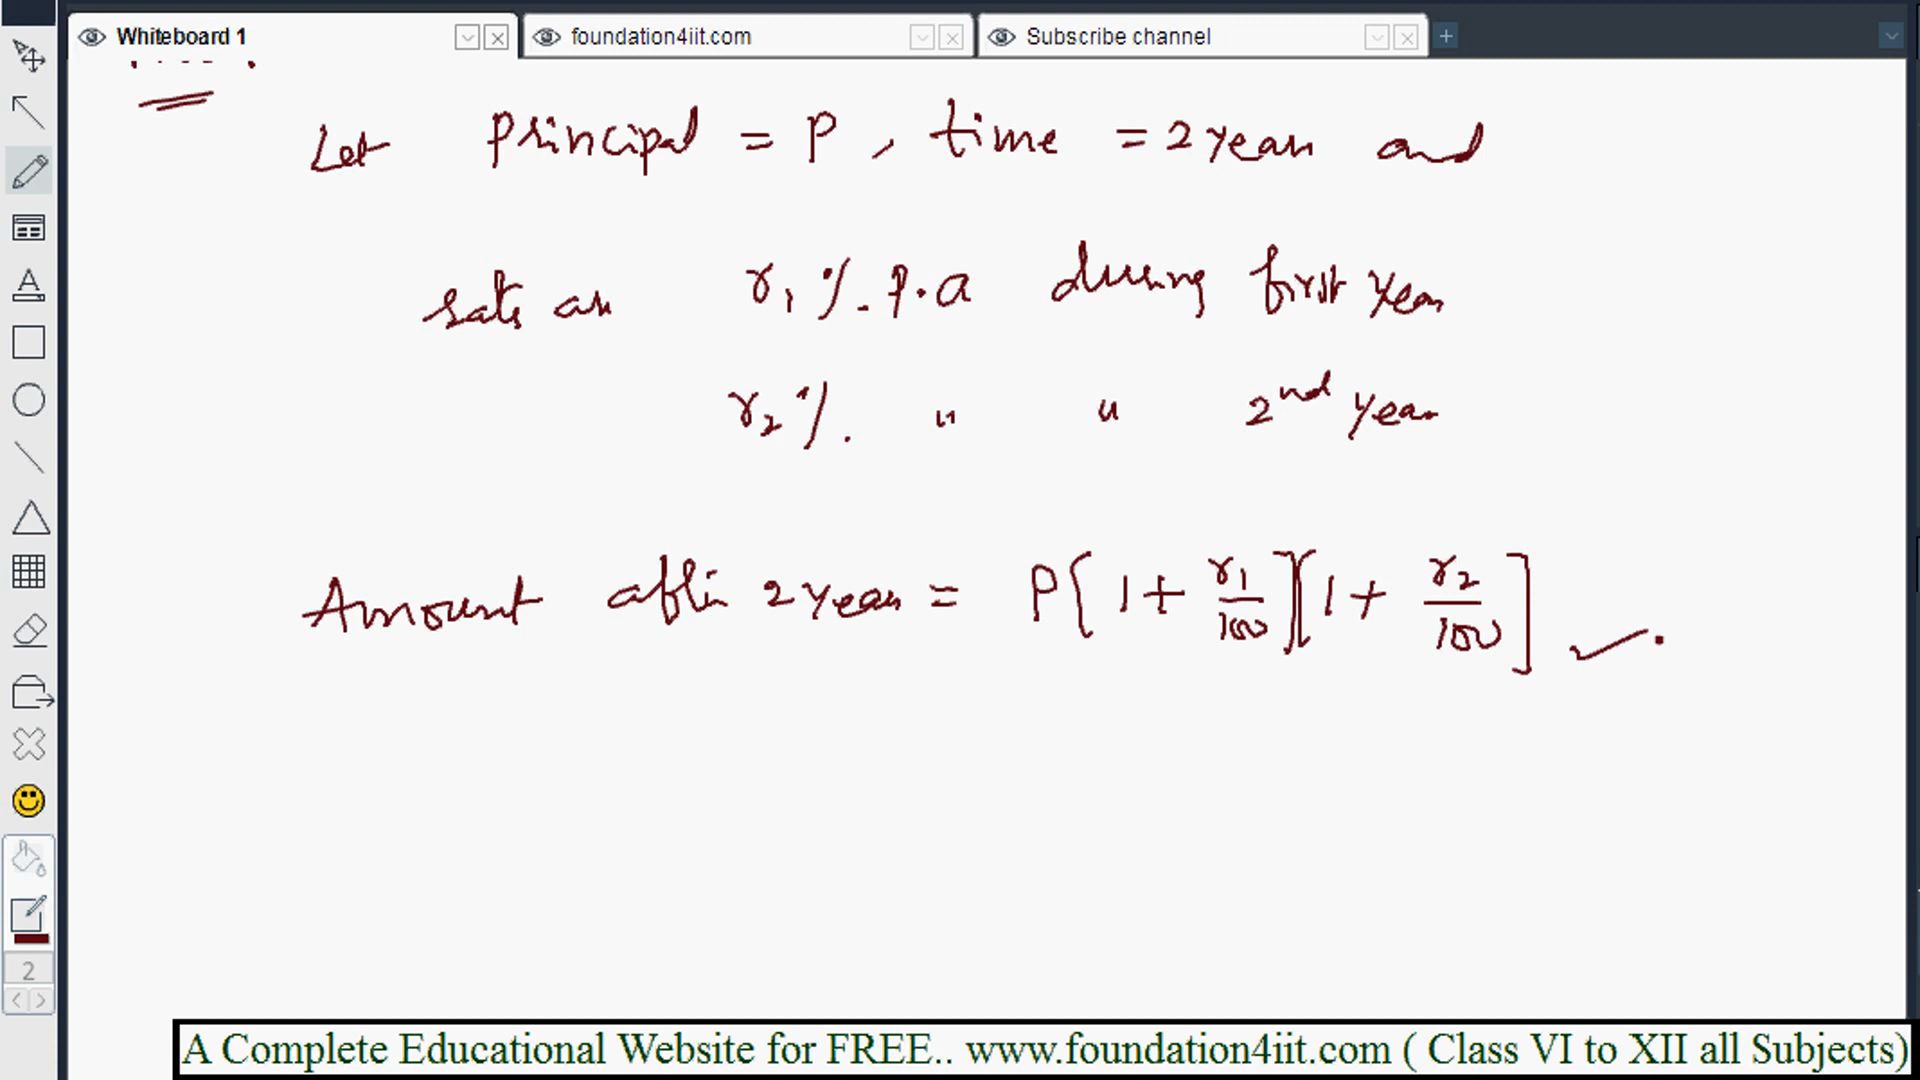 Whiteboard 1
foundation4iit.com
Subscribe channel
Let principal = P, time = 2 years and
rate are r₁ %. p.a during first year
r₂ %. " " 2nd year
Amount after 2 years = P[1 + r₁/100][1 + r₂/100]
2
A Complete Educational Website for FREE.. www.foundation4iit.com ( Class VI to XII all Subjects)